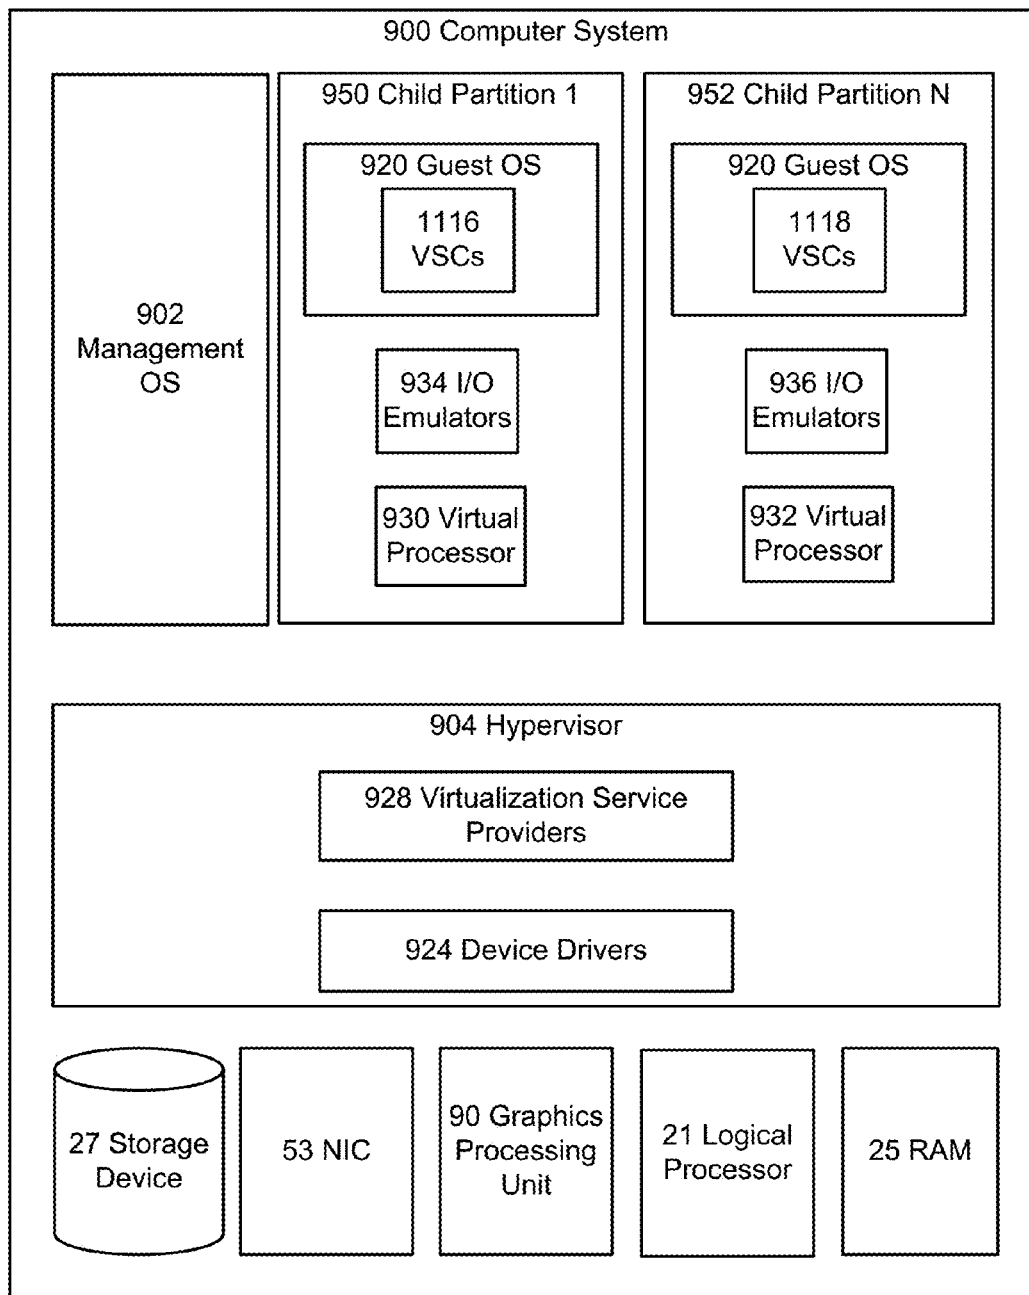 900 Computer System
902
Management
OS
950 Child Partition 1
920 Guest OS
1116
VSCs
934 I/O
Emulators
930 Virtual
Processor
952 Child Partition N
920 Guest OS
1118
VSCs
936 I/O
Emulators
932 Virtual
Processor
904 Hypervisor
928 Virtualization Service
Providers
924 Device Drivers
27 Storage
Device
53 NIC
90 Graphics
Processing
Unit
21 Logical
Processor
25 RAM